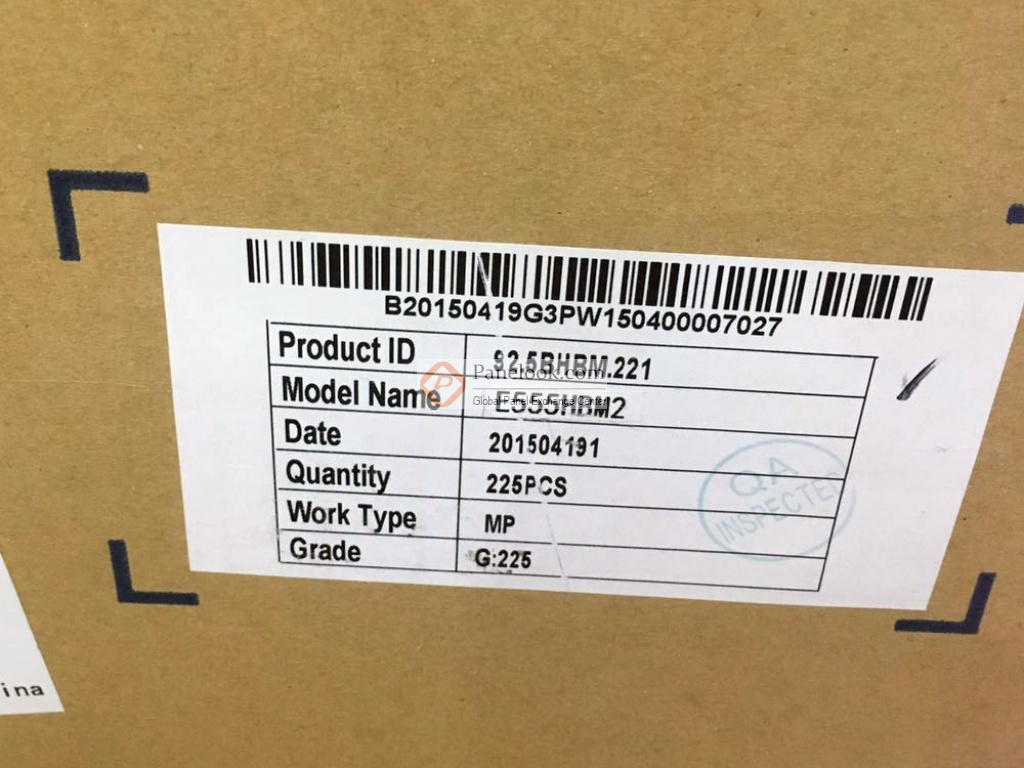 B20150419G3PW150400007027
Product ID 92.5BHBM.221
Panelook.com
Model Name E555HBM2
Global Panel Exchange Center
Date 201504191
Quantity 225PCS
QA
INSPECTED
Work Type MP
Grade G:225
ina